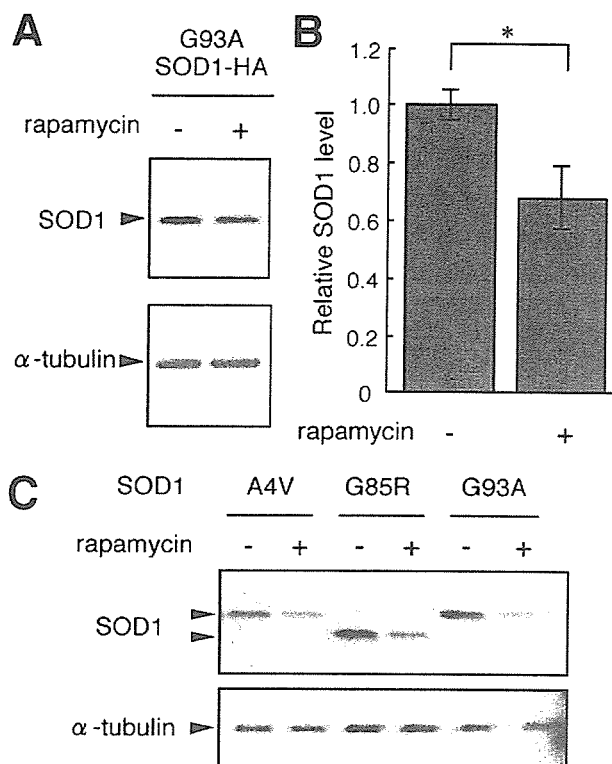 A
G93A
SOD1-HA
rapamycin - +
SOD1
α-tubulin
B
*
Relative SOD1 level
1.2
1.0
0.8
0.6
0.4
0.2
0
rapamycin - +
C
SOD1 A4V G85R G93A
rapamycin - + - + - +
SOD1
α-tubulin